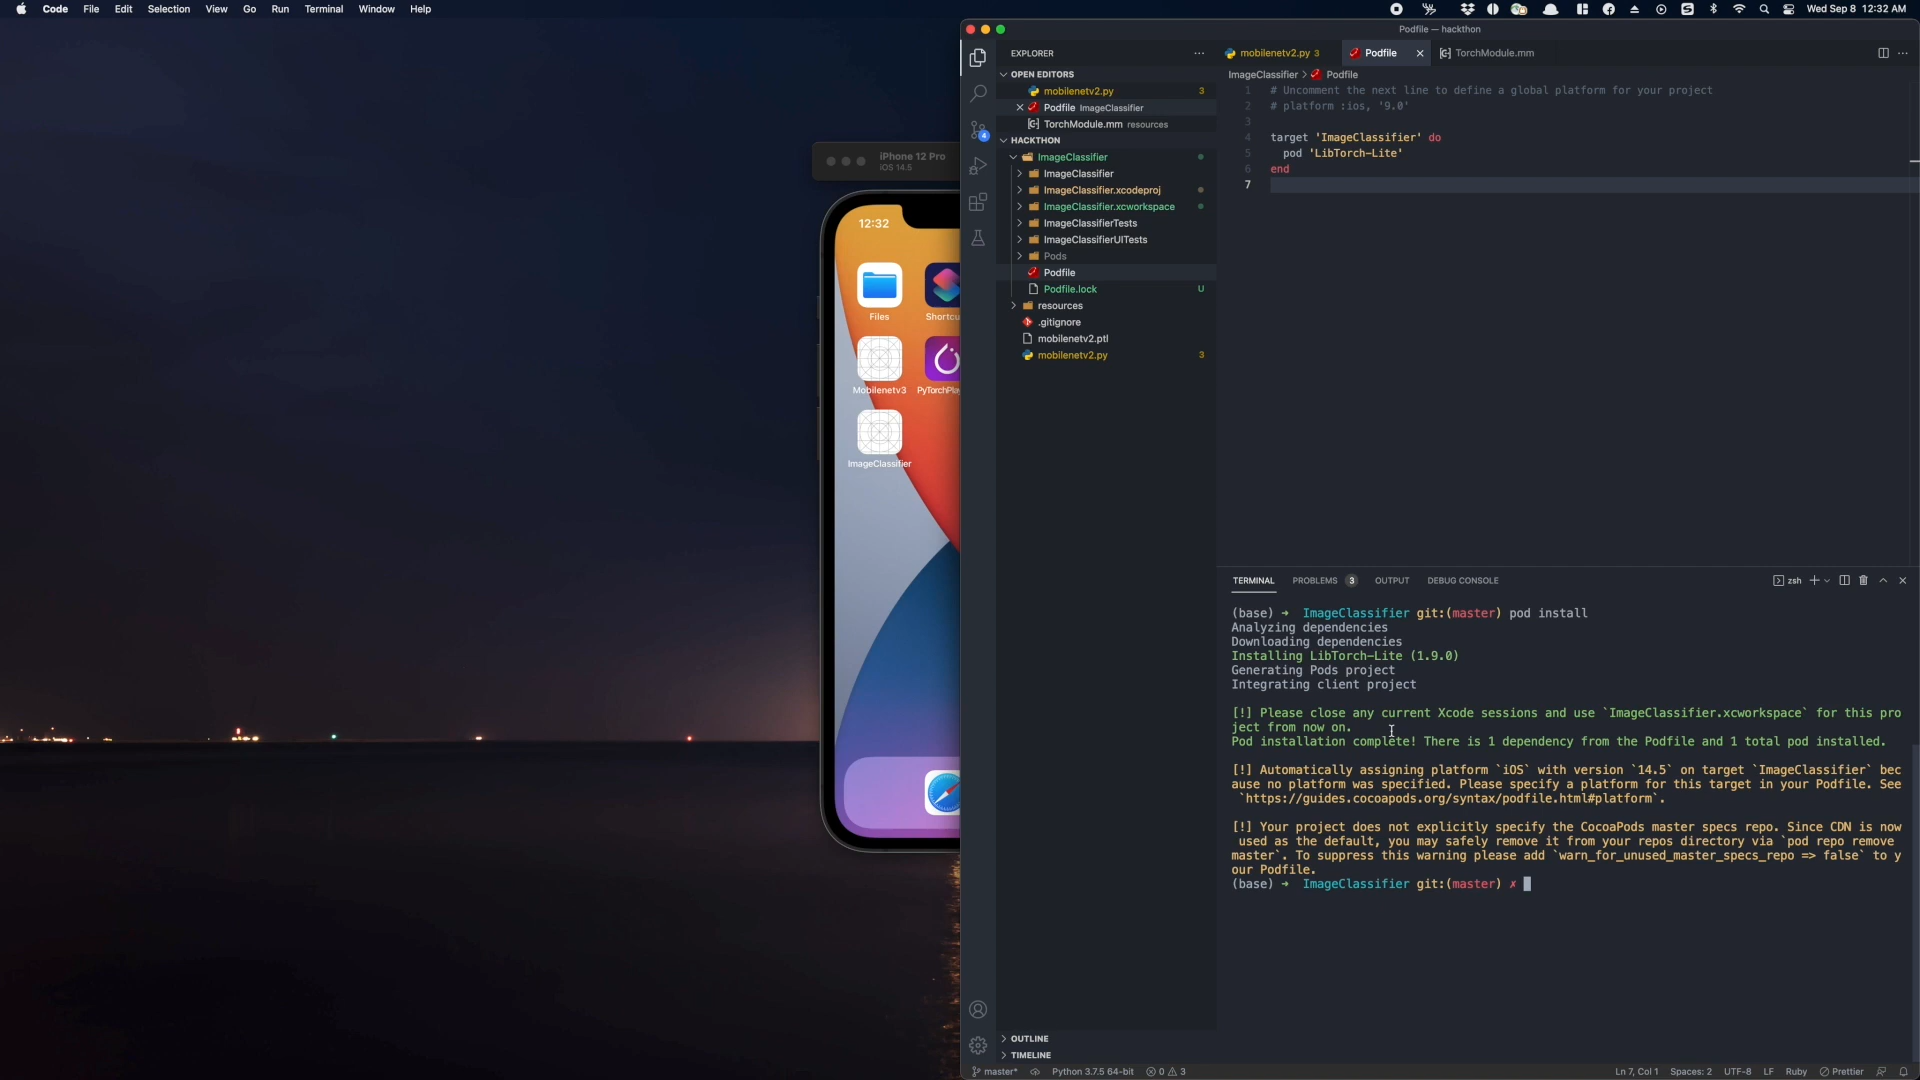 Code File Edit Selection View Go Run Terminal Window Help
Wed Sep 8 12:32 AM
Podfile — hackthon
EXPLORER
OPEN EDITORS
mobilenetv2.py 3
Podfile ImageClassifier
TorchModule.mm resources
HACKTHON
ImageClassifier
ImageClassifier
ImageClassifier.xcodeproj
ImageClassifier.xcworkspace
ImageClassifierTests
ImageClassifierUITests
Pods
Podfile
Podfile.lock U
resources
.gitignore
mobilenetv2.ptl
mobilenetv2.py 3
4
OUTLINE
TIMELINE
mobilenetv2.py 3 Podfile TorchModule.mm
ImageClassifier > Podfile
1 # Uncomment the next line to define a global platform for your project
2 # platform :ios, '9.0'
3
4 target 'ImageClassifier' do
5 pod 'LibTorch-Lite'
6 end
7
TERMINAL PROBLEMS 3 OUTPUT DEBUG CONSOLE
zsh
(base) → ImageClassifier git:(master) pod install
Analyzing dependencies
Downloading dependencies
Installing LibTorch-Lite (1.9.0)
Generating Pods project
Integrating client project
[!] Please close any current Xcode sessions and use `ImageClassifier.xcworkspace` for this pro
ject from now on.
Pod installation complete! There is 1 dependency from the Podfile and 1 total pod installed.
[!] Automatically assigning platform `iOS` with version `14.5` on target `ImageClassifier` bec
ause no platform was specified. Please specify a platform for this target in your Podfile. See
`https://guides.cocoapods.org/syntax/podfile.html#platform`.
[!] Your project does not explicitly specify the CocoaPods master specs repo. Since CDN is now
used as the default, you may safely remove it from your repos directory via `pod repo remove
master`. To suppress this warning please add `warn_for_unused_master_specs_repo => false` to y
our Podfile.
(base) → ImageClassifier git:(master) ✗
master* Python 3.7.5 64-bit 0 3
Ln 7, Col 1 Spaces: 2 UTF-8 LF Ruby Prettier
iPhone 12 Pro
iOS 14.5
12:32
Files Shortcu
Mobilenetv3 PyTorchPla
ImageClassifier